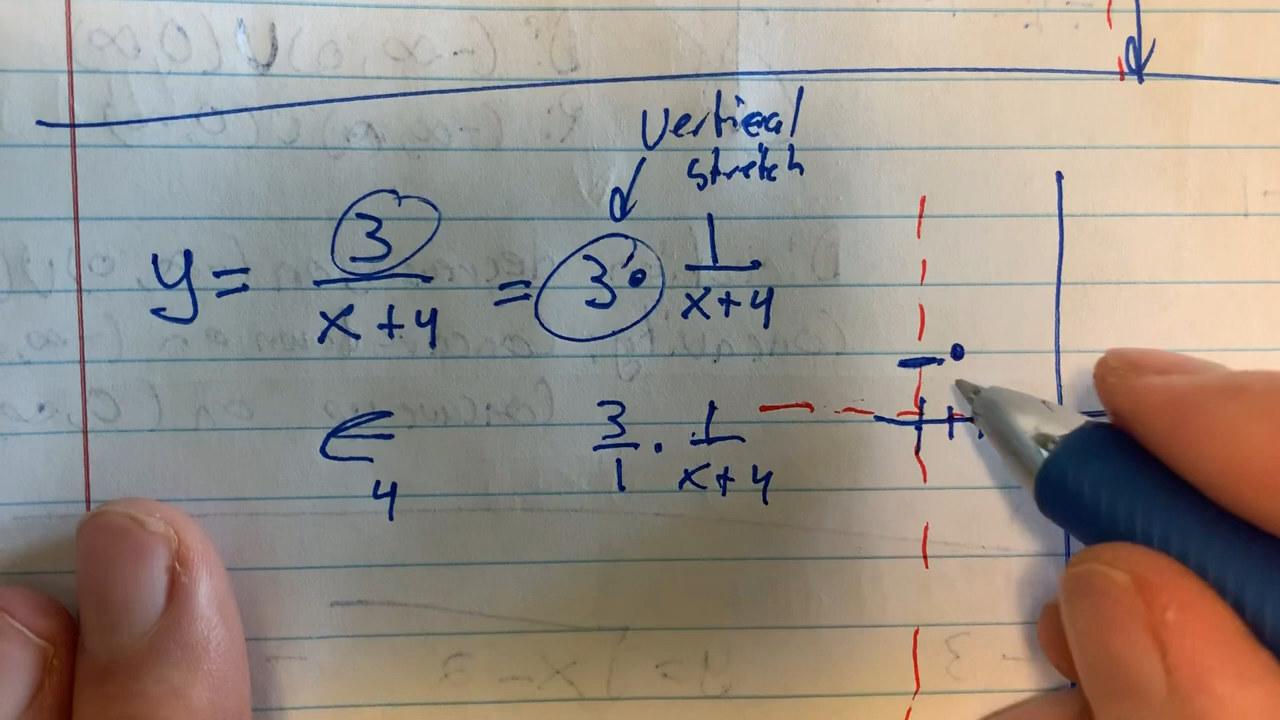 Vertical
stretch
y = 3/(x+4) = 3 · 1/(x+4)
← 4
3/1 · 1/(x+4)